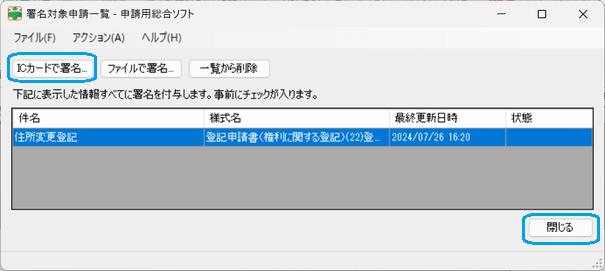 署名対象申請一覧 - 申請用総合ソフト
ファイル(F) アクション(A) ヘルプ(H)
ICカードで署名... ファイルで署名... 一覧から削除
下記に表示した情報すべてに署名を付与します。事前にチェックが入ります。
件名 様式名 最終更新日時 状態
住所変更登記 登記申請書(権利に関する登記)(22)登... 2024/07/26 16:20
閉じる